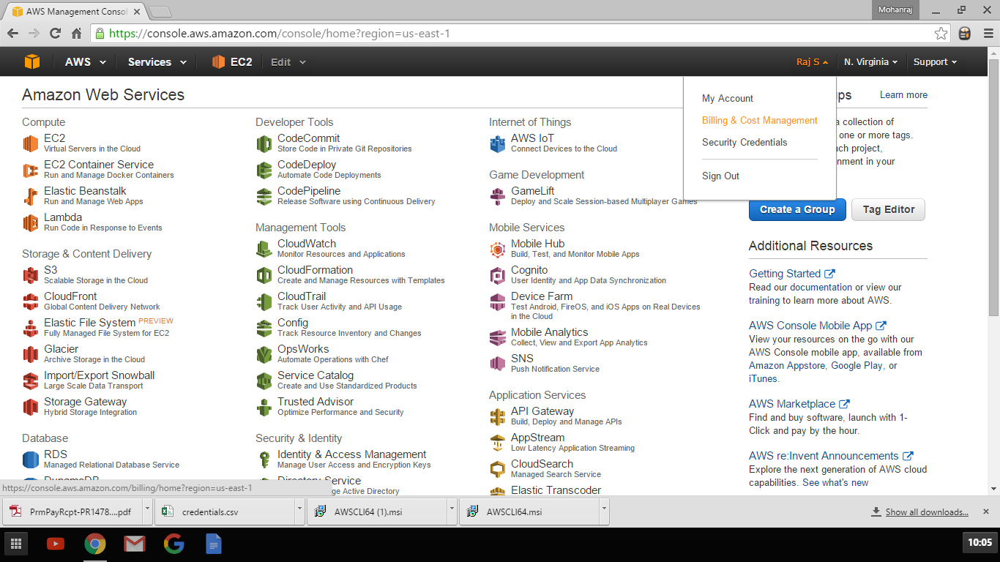 AWS Management Consol
Mohanraj
https://console.aws.amazon.com/console/home?region=us-east-1
AWS Services EC2 Edit Raj S N. Virginia Support
Amazon Web Services
Compute
EC2
Virtual Servers in the Cloud
EC2 Container Service
Run and Manage Docker Containers
Elastic Beanstalk
Run and Manage Web Apps
Lambda
Run Code in Response to Events
Storage & Content Delivery
S3
Scalable Storage in the Cloud
CloudFront
Global Content Delivery Network
Elastic File System PREVIEW
Fully Managed File System for EC2
Glacier
Archive Storage in the Cloud
Import/Export Snowball
Large Scale Data Transport
Storage Gateway
Hybrid Storage Integration
Database
RDS
Managed Relational Database Service
DynamoDB
Developer Tools
CodeCommit
Store Code in Private Git Repositories
CodeDeploy
Automate Code Deployments
CodePipeline
Release Software using Continuous Delivery
Management Tools
CloudWatch
Monitor Resources and Applications
CloudFormation
Create and Manage Resources with Templates
CloudTrail
Track User Activity and API Usage
Config
Track Resource Inventory and Changes
OpsWorks
Automate Operations with Chef
Service Catalog
Create and Use Standardized Products
Trusted Advisor
Optimize Performance and Security
Security & Identity
Identity & Access Management
Manage User Access and Encryption Keys
Directory Service
ge Active Directory
Internet of Things
AWS IoT
Connect Devices to the Cloud
Game Development
GameLift
Deploy and Scale Session-based Multiplayer Games
Mobile Services
Mobile Hub
Build, Test, and Monitor Mobile Apps
Cognito
User Identity and App Data Synchronization
Device Farm
Test Android, FireOS, and iOS Apps on Real Devices
in the Cloud
Mobile Analytics
Collect, View and Export App Analytics
SNS
Push Notification Service
Application Services
API Gateway
Build, Deploy and Manage APIs
AppStream
Low Latency Application Streaming
CloudSearch
Managed Search Service
Elastic Transcoder
My Account
Billing & Cost Management
Security Credentials
Sign Out
ps Learn more
a collection of
one or more tags.
ch project,
nment in your
Create a Group Tag Editor
Additional Resources
Getting Started
Read our documentation or view our
training to learn more about AWS.
AWS Console Mobile App
View your resources on the go with our
AWS Console mobile app, available from
Amazon Appstore, Google Play, or
iTunes.
AWS Marketplace
Find and buy software, launch with 1-
Click and pay by the hour.
AWS re:Invent Announcements
Explore the next generation of AWS cloud
capabilities. See what's new
https://console.aws.amazon.com/billing/home?region=us-east-1
PrmPayRcpt-PR1478....pdf credentials.csv AWSCLI64 (1).msi AWSCLI64.msi Show all downloads...
10:05